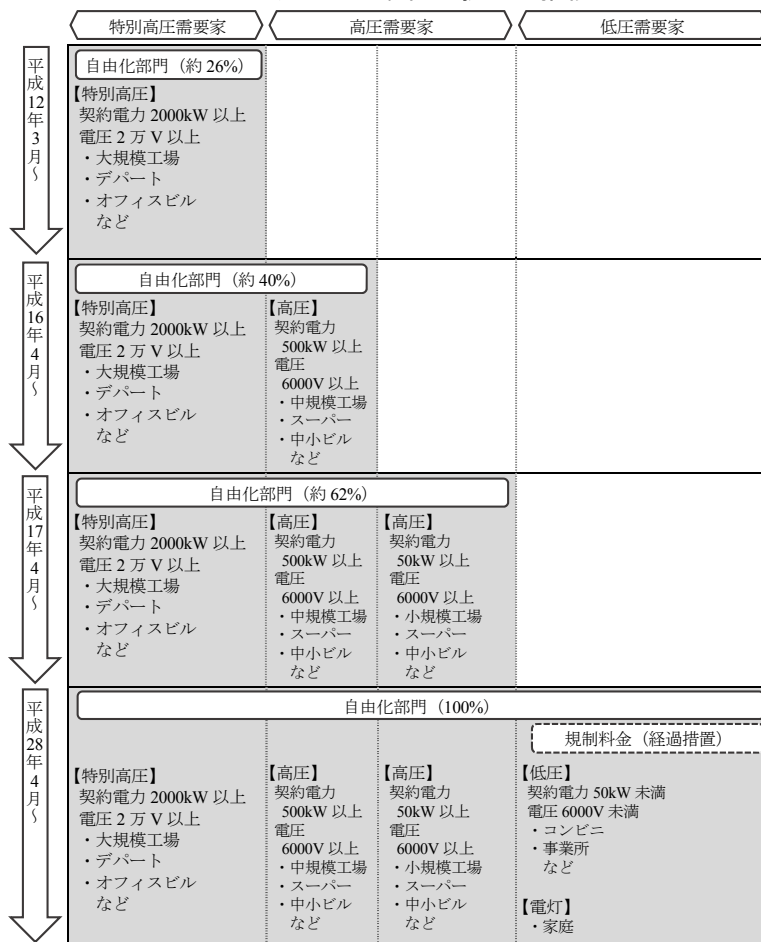 特別高圧需要家
高圧需要家
低圧需要家
平成12年3月～
自由化部門（約 26%）
【特別高圧】
契約電力 2000kW 以上
電圧 2 万 V 以上
・大規模工場
・デパート
・オフィスビル
など
平成16年4月～
自由化部門（約 40%）
【特別高圧】
契約電力 2000kW 以上
電圧 2 万 V 以上
・大規模工場
・デパート
・オフィスビル
など
【高圧】
契約電力
500kW 以上
電圧
6000V 以上
・中規模工場
・スーパー
・中小ビル
など
平成17年4月～
自由化部門（約 62%）
【特別高圧】
契約電力 2000kW 以上
電圧 2 万 V 以上
・大規模工場
・デパート
・オフィスビル
など
【高圧】
契約電力
500kW 以上
電圧
6000V 以上
・中規模工場
・スーパー
・中小ビル
など
【高圧】
契約電力
50kW 以上
電圧
6000V 以上
・小規模工場
・スーパー
・中小ビル
など
平成28年4月～
自由化部門（100%）
規制料金（経過措置）
【特別高圧】
契約電力 2000kW 以上
電圧 2 万 V 以上
・大規模工場
・デパート
・オフィスビル
など
【高圧】
契約電力
500kW 以上
電圧
6000V 以上
・中規模工場
・スーパー
・中小ビル
など
【高圧】
契約電力
50kW 以上
電圧
6000V 以上
・小規模工場
・スーパー
・中小ビル
など
【低圧】
契約電力 50kW 未満
電圧 6000V 未満
・コンビニ
・事業所
など
【電灯】
・家庭